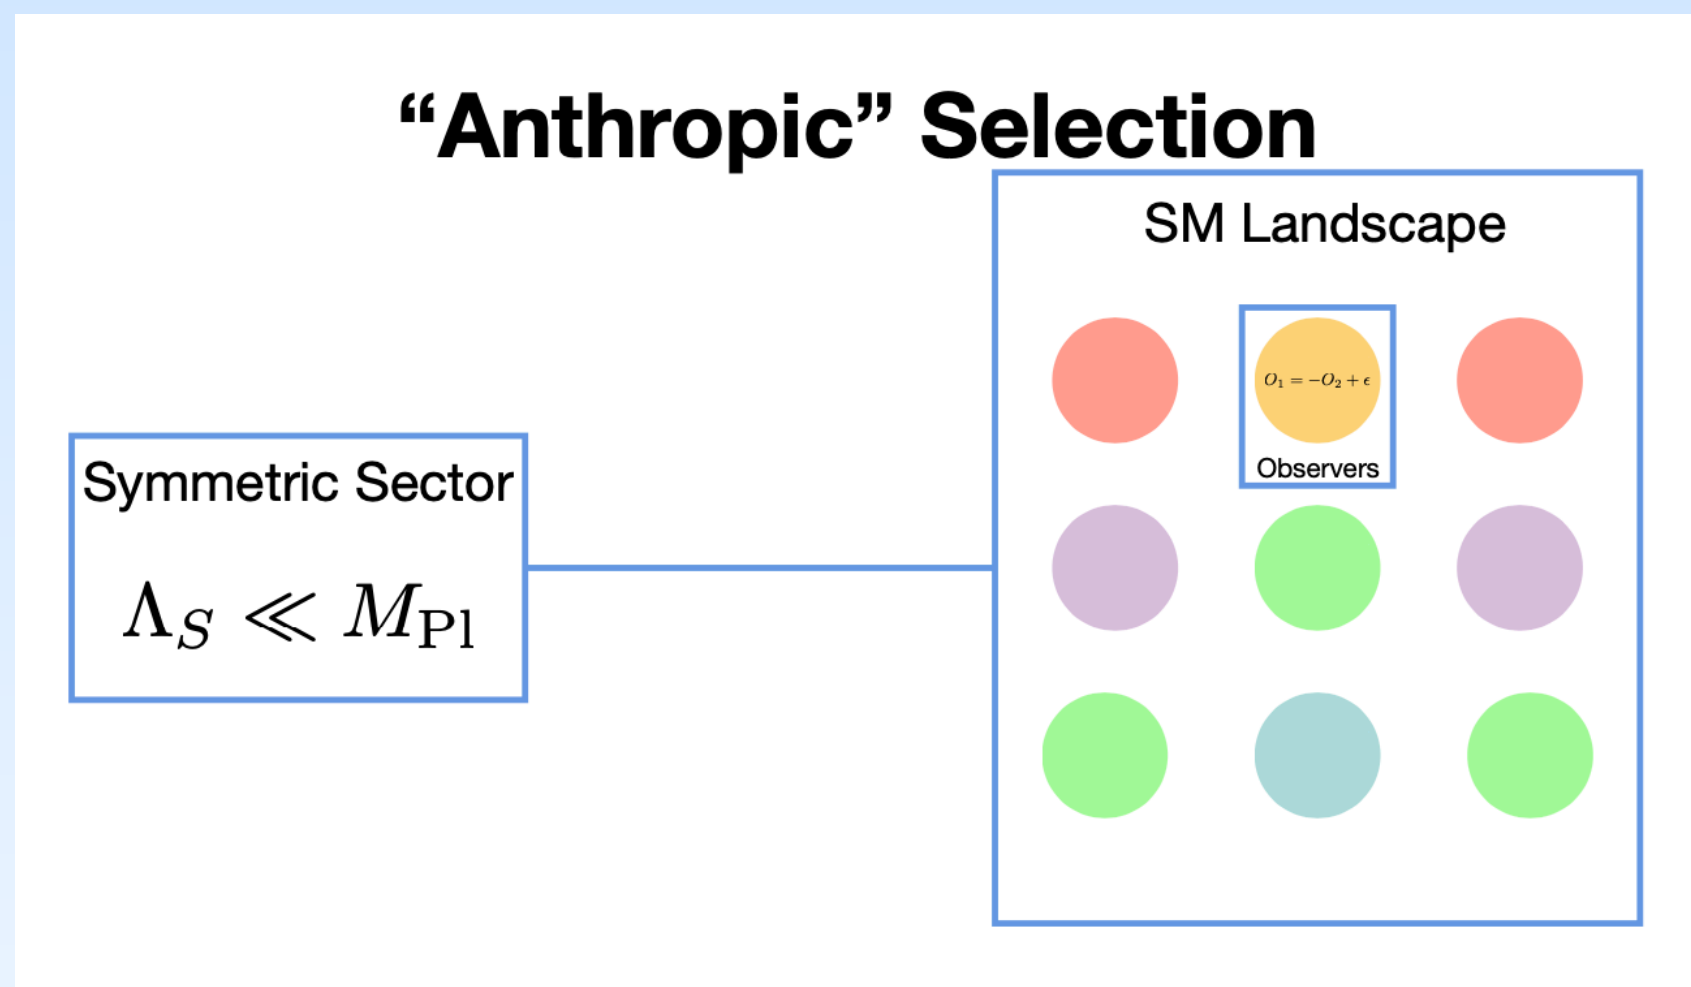 “Anthropic” Selection
SM Landscape
O₁ = −O₂ + ϵ
Observers
Symmetric Sector
Λ_S ≪ M_Pl